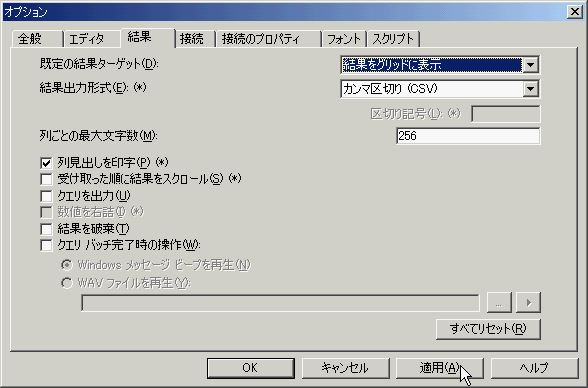 オプション
全般 エディタ 結果 接続 接続のプロパティ フォント スクリプト
既定の結果ターゲット(D): 結果をグリッドに表示
結果出力形式(E): (*) カンマ区切り (CSV)
区切り記号(L): (*)
列ごとの最大文字数(M): 256
列見出しを印字(P) (*)
受け取った順に結果をスクロール(S) (*)
クエリを出力(U)
数値を右詰(I) (*)
結果を破棄(T)
クエリ バッチ完了時の操作(W):
Windows メッセージ ビープを再生(N)
WAV ファイルを再生(Y):
...
すべてリセット(R)
OK キャンセル 適用(A) ヘルプ